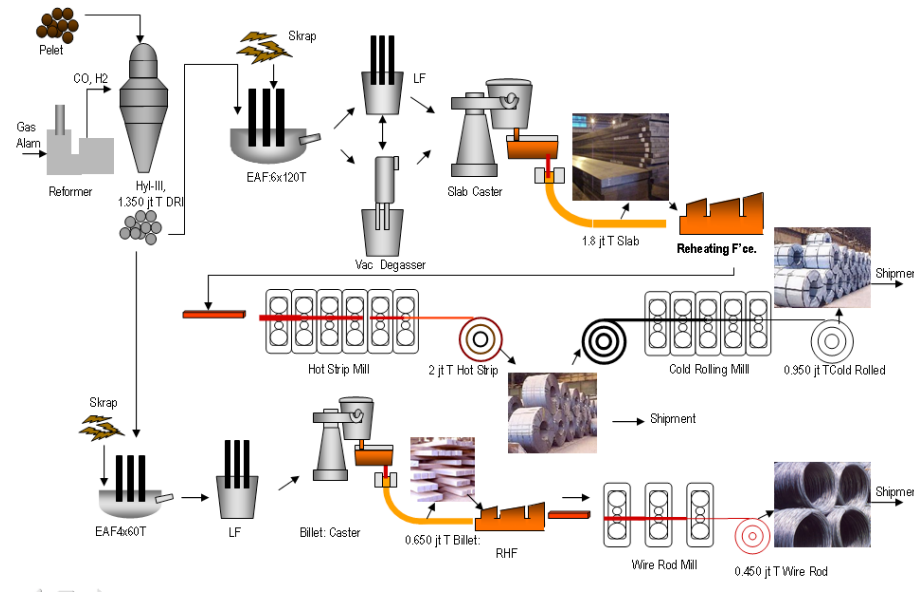 Skrap
Pelet
CO, H2
LF
Gas
Alam
Reformer
Hyl-III,
1.350 jt T DRI
EAF:6x120T
Slab Caster
Vac Degasser
1.8 jt T Slab
Reheating F'ce.
Shipmen
Hot Strip Mill
2 jt T Hot Strip
Cold Rolling Milll
0.950 jt TCold Rolled
Skrap
Shipment
EAF4x60T
LF
Billet: Caster
0.650 jt T Billet:
RHF
Wire Rod Mill
0.450 jt T Wire Rod
Shipmen